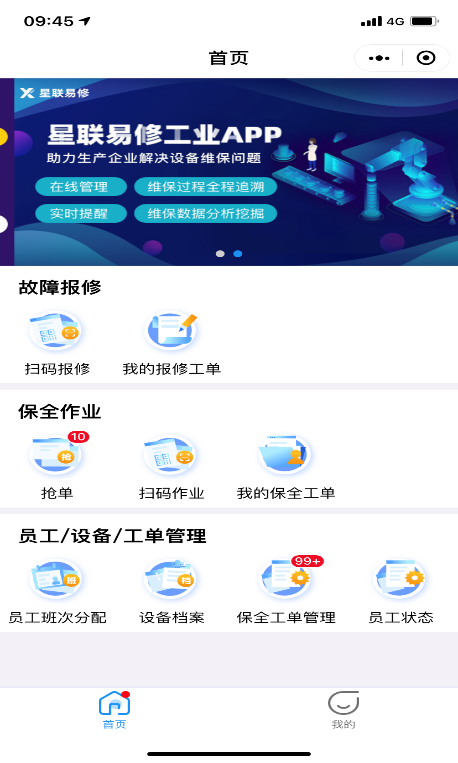 09:45
4G
首页
星联易修
星联易修工业APP
助力生产企业解决设备维保问题
在线管理 维保过程全程追溯
实时提醒 维保数据分析挖掘
故障报修
扫码报修 我的报修工单
保全作业
10
抢
抢单 扫码作业 我的保全工单
员工/设备/工单管理
99+
班 档
员工班次分配 设备档案 保全工单管理 员工状态
首页 我的